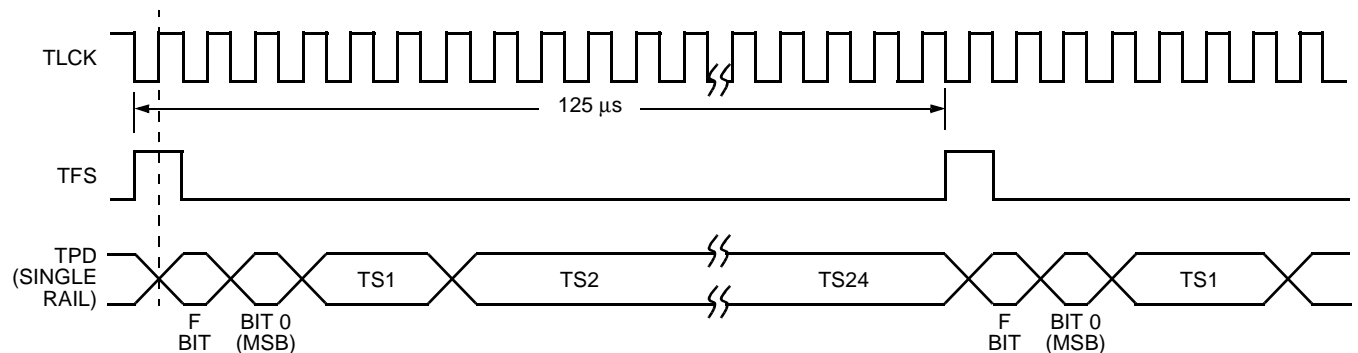 TLCK
125 μs
TFS
TPD
(SINGLE
RAIL)
TS1
TS2
TS24
TS1
F
BIT
BIT 0
(MSB)
F
BIT
BIT 0
(MSB)